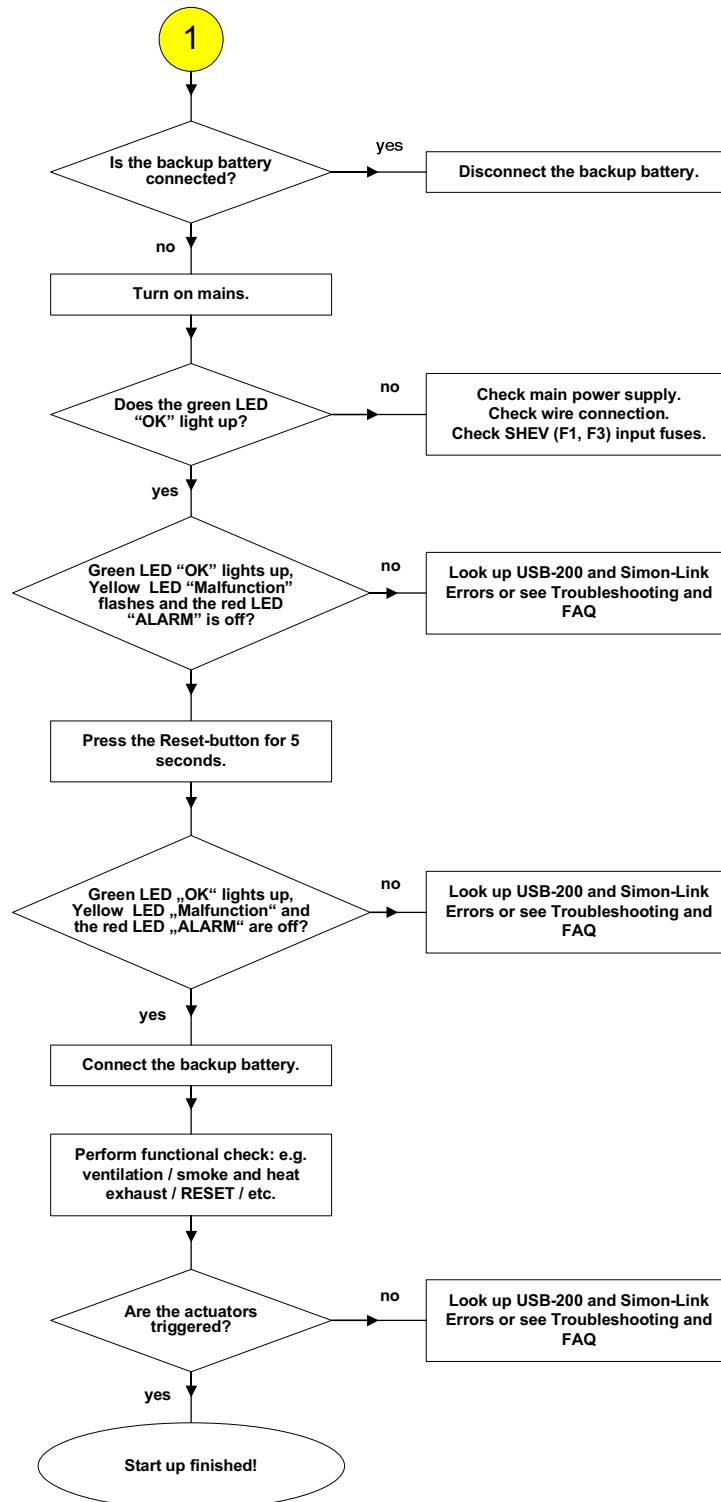 1
Is the backup battery
connected?
yes
Disconnect the backup battery.
no
Turn on mains.
Does the green LED
“OK” light up?
no
Check main power supply.
Check wire connection.
Check SHEV (F1, F3) input fuses.
yes
Green LED “OK” lights up,
Yellow LED “Malfunction”
flashes and the red LED
“ALARM” is off?
no
Look up USB-200 and Simon-Link
Errors or see Troubleshooting and
FAQ
yes
Press the Reset-button for 5
seconds.
Green LED „OK“ lights up,
Yellow LED „Malfunction“ and
the red LED „ALARM“ are off?
no
Look up USB-200 and Simon-Link
Errors or see Troubleshooting and
FAQ
yes
Connect the backup battery.
Perform functional check: e.g.
ventilation / smoke and heat
exhaust / RESET / etc.
Are the actuators
triggered?
no
Look up USB-200 and Simon-Link
Errors or see Troubleshooting and
FAQ
yes
Start up finished!